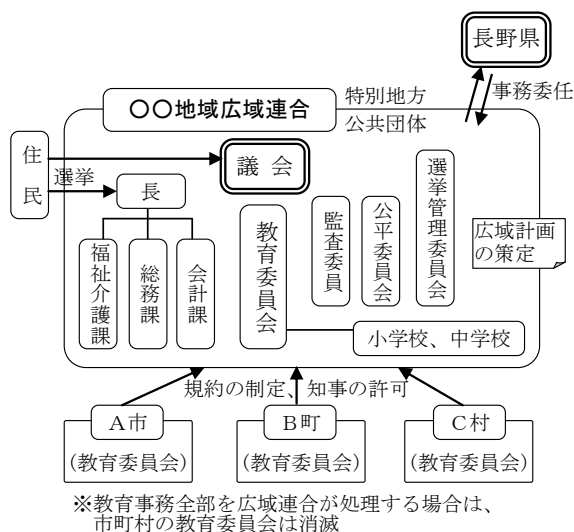 長野県
事務委任
〇〇地域広域連合
特別地方
公共団体
住民
選挙
議会
長
福祉介護課
総務課
会計課
教育委員会
監査委員
公平委員会
選挙管理委員会
広域計画
の策定
小学校、中学校
規約の制定、知事の許可
A市
(教育委員会)
B町
(教育委員会)
C村
(教育委員会)
※教育事務全部を広域連合が処理する場合は、
市町村の教育委員会は消滅